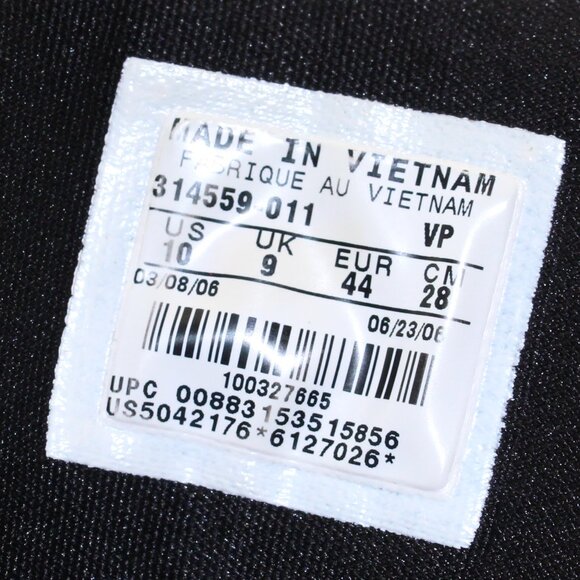 MADE IN VIETNAM
FABRIQUE AU VIETNAM
314559-011 VP
US UK EUR CM
10 9 44 28
03/08/06 06/23/06
100327665
UPC 00883153515856
US5042176*6127026*